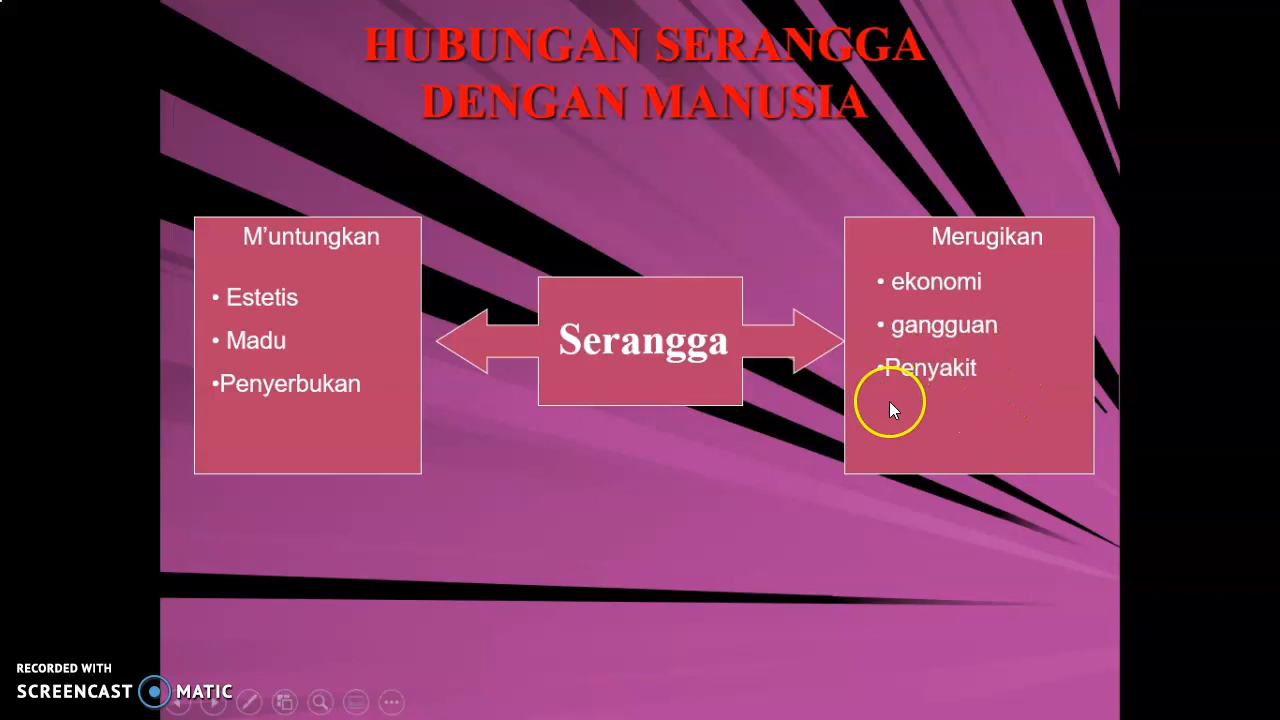 HUBUNGAN SERANGGA
DENGAN MANUSIA
M'untungkan
• Estetis
• Madu
•Penyerbukan
Serangga
Merugikan
• ekonomi
• gangguan
•Penyakit
RECORDED WITH
SCREENCAST MATIC